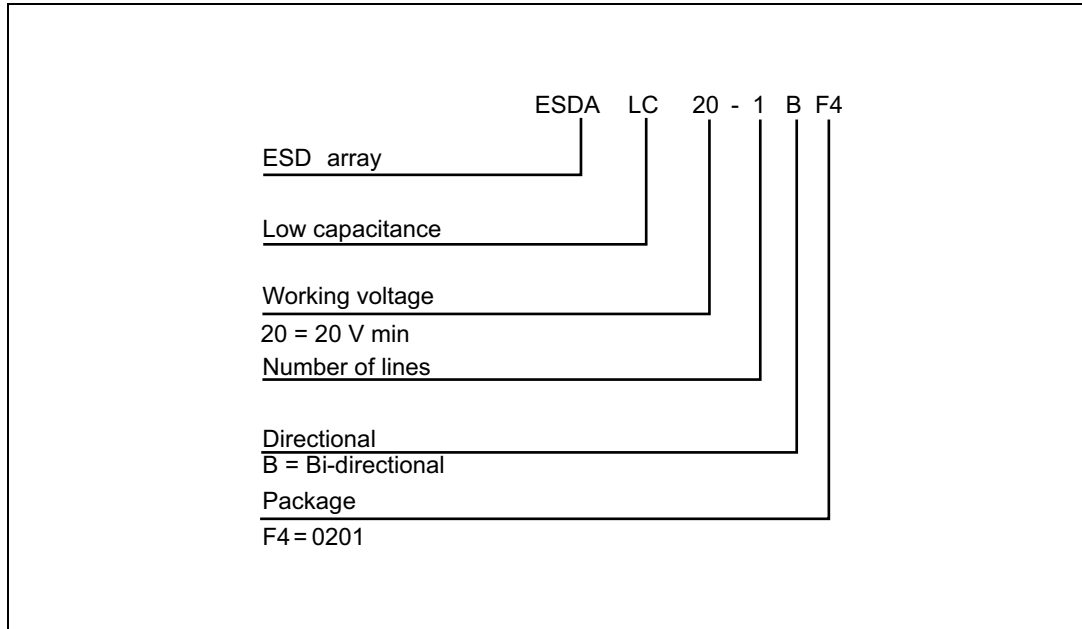 ESDA LC 20 - 1 B F4
ESD array
Low capacitance
Working voltage
20 = 20 V min
Number of lines
Directional
B = Bi-directional
Package
F4 = 0201